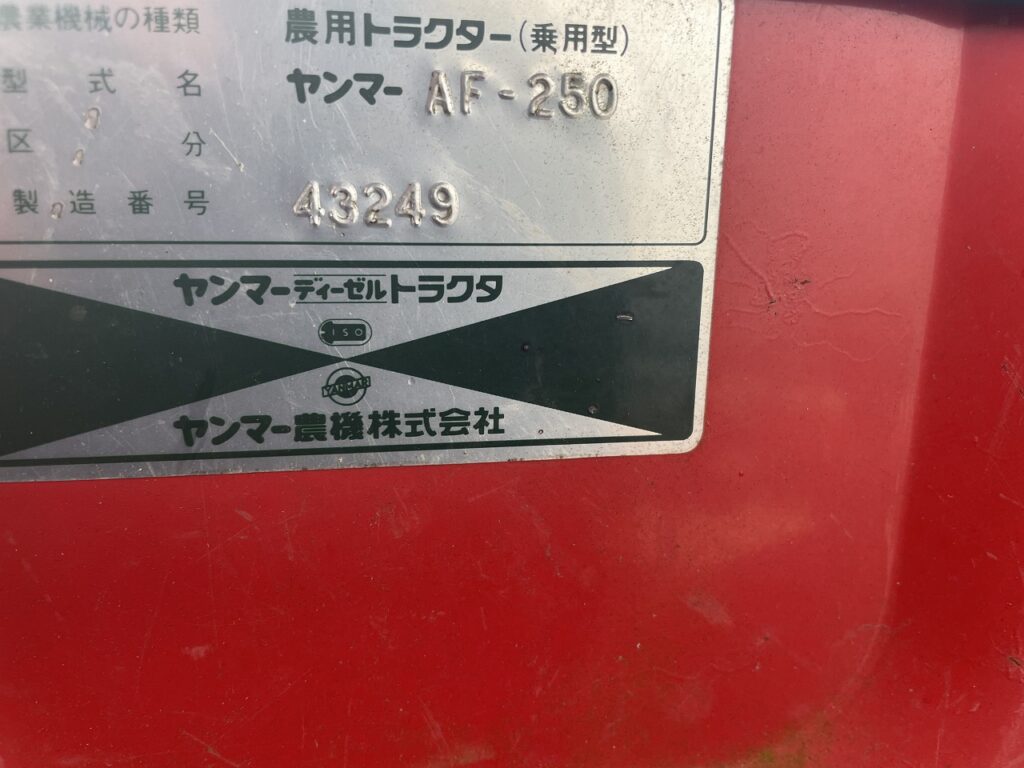 農業機械の種類 農用トラクター(乗用型)
型式名 ヤンマー AF-250
区分
製造番号 43249
ヤンマーディーゼルトラクタ
ISO
YANMAR
ヤンマー農機株式会社